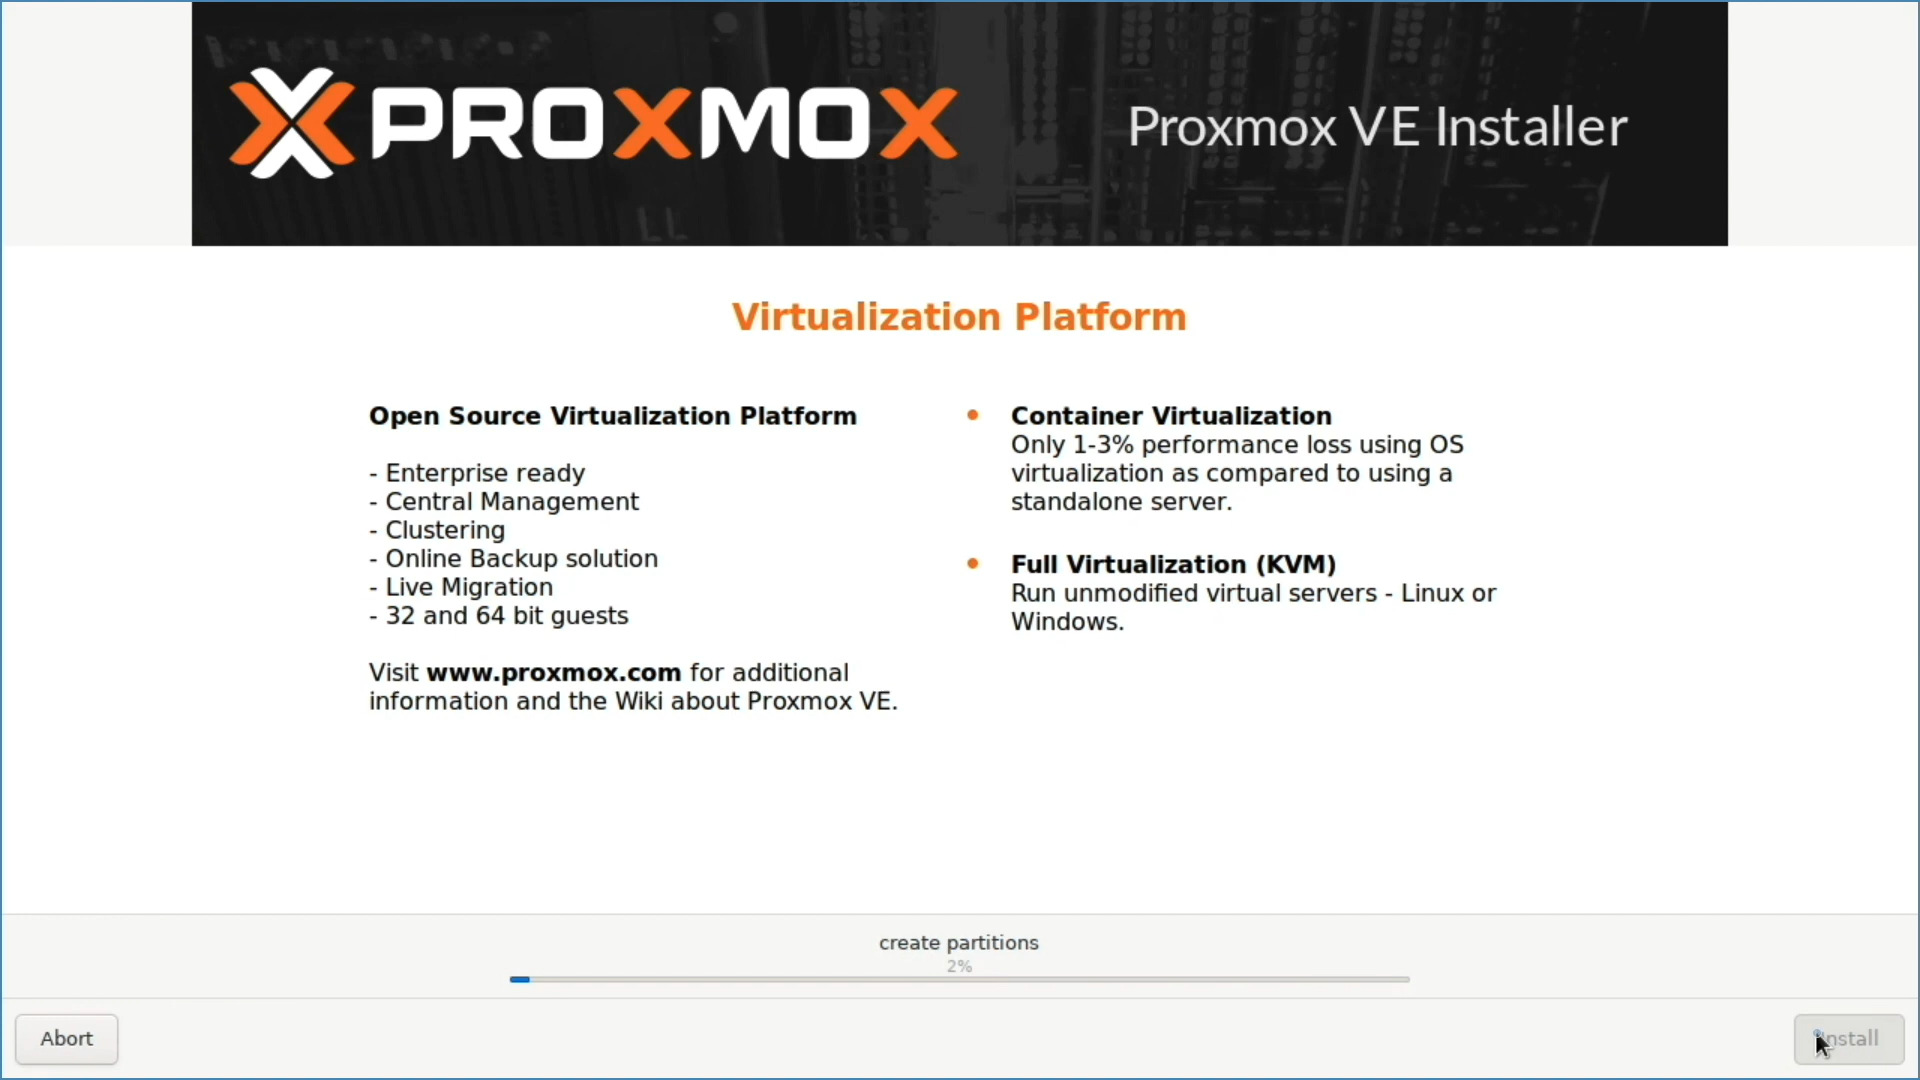 PROXMOX
Proxmox VE Installer
Virtualization Platform
Open Source Virtualization Platform
- Enterprise ready
- Central Management
- Clustering
- Online Backup solution
- Live Migration
- 32 and 64 bit guests
Visit www.proxmox.com for additional
information and the Wiki about Proxmox VE.
• Container Virtualization
Only 1-3% performance loss using OS
virtualization as compared to using a
standalone server.
• Full Virtualization (KVM)
Run unmodified virtual servers - Linux or
Windows.
create partitions
2%
Abort
Install